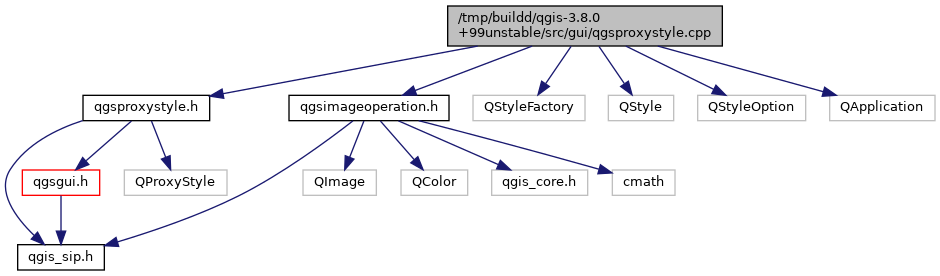 /tmp/buildd/qgis-3.8.0
+99unstable/src/gui/qgsproxystyle.cpp
qgsproxystyle.h
qgsimageoperation.h
QStyleFactory
QStyle
QStyleOption
QApplication
qgsgui.h
QProxyStyle
QImage
QColor
qgis_core.h
cmath
qgis_sip.h